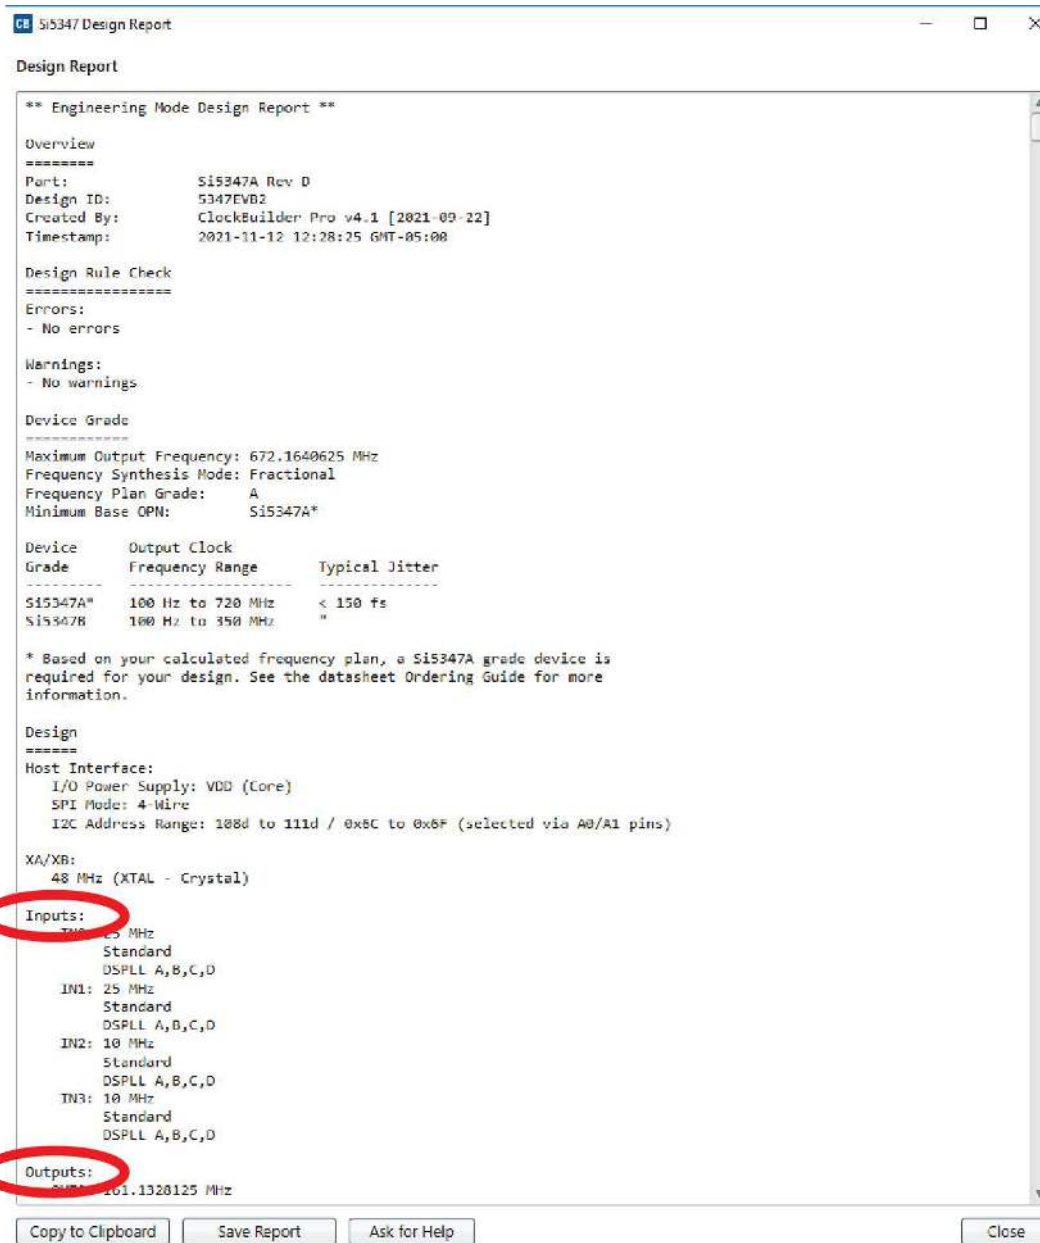 CB Si5347 Design Report
Design Report
** Engineering Mode Design Report **
Overview
========
Part: Si5347A Rev D
Design ID: 5347EVB2
Created By: ClockBuilder Pro v4.1 [2021-09-22]
Timestamp: 2021-11-12 12:28:25 GMT-05:00
Design Rule Check
=================
Errors:
- No errors
Warnings:
- No warnings
Device Grade
============
Maximum Output Frequency: 672.1640625 MHz
Frequency Synthesis Mode: Fractional
Frequency Plan Grade: A
Minimum Base OPN: Si5347A*
Device Output Clock
Grade Frequency Range Typical Jitter
--------- ------------------- --------------
Si5347A* 100 Hz to 720 MHz < 150 fs
Si5347B 100 Hz to 350 MHz "
* Based on your calculated frequency plan, a Si5347A grade device is
required for your design. See the datasheet Ordering Guide for more
information.
Design
======
Host Interface:
I/O Power Supply: VDD (Core)
SPI Mode: 4-Wire
I2C Address Range: 108d to 111d / 0x6C to 0x6F (selected via A0/A1 pins)
XA/XB:
48 MHz (XTAL - Crystal)
Inputs:
25 MHz
Standard
DSPLL A,B,C,D
IN1: 25 MHz
Standard
DSPLL A,B,C,D
IN2: 10 MHz
Standard
DSPLL A,B,C,D
IN3: 10 MHz
Standard
DSPLL A,B,C,D
Outputs:
161.1328125 MHz
Copy to Clipboard Save Report Ask for Help Close